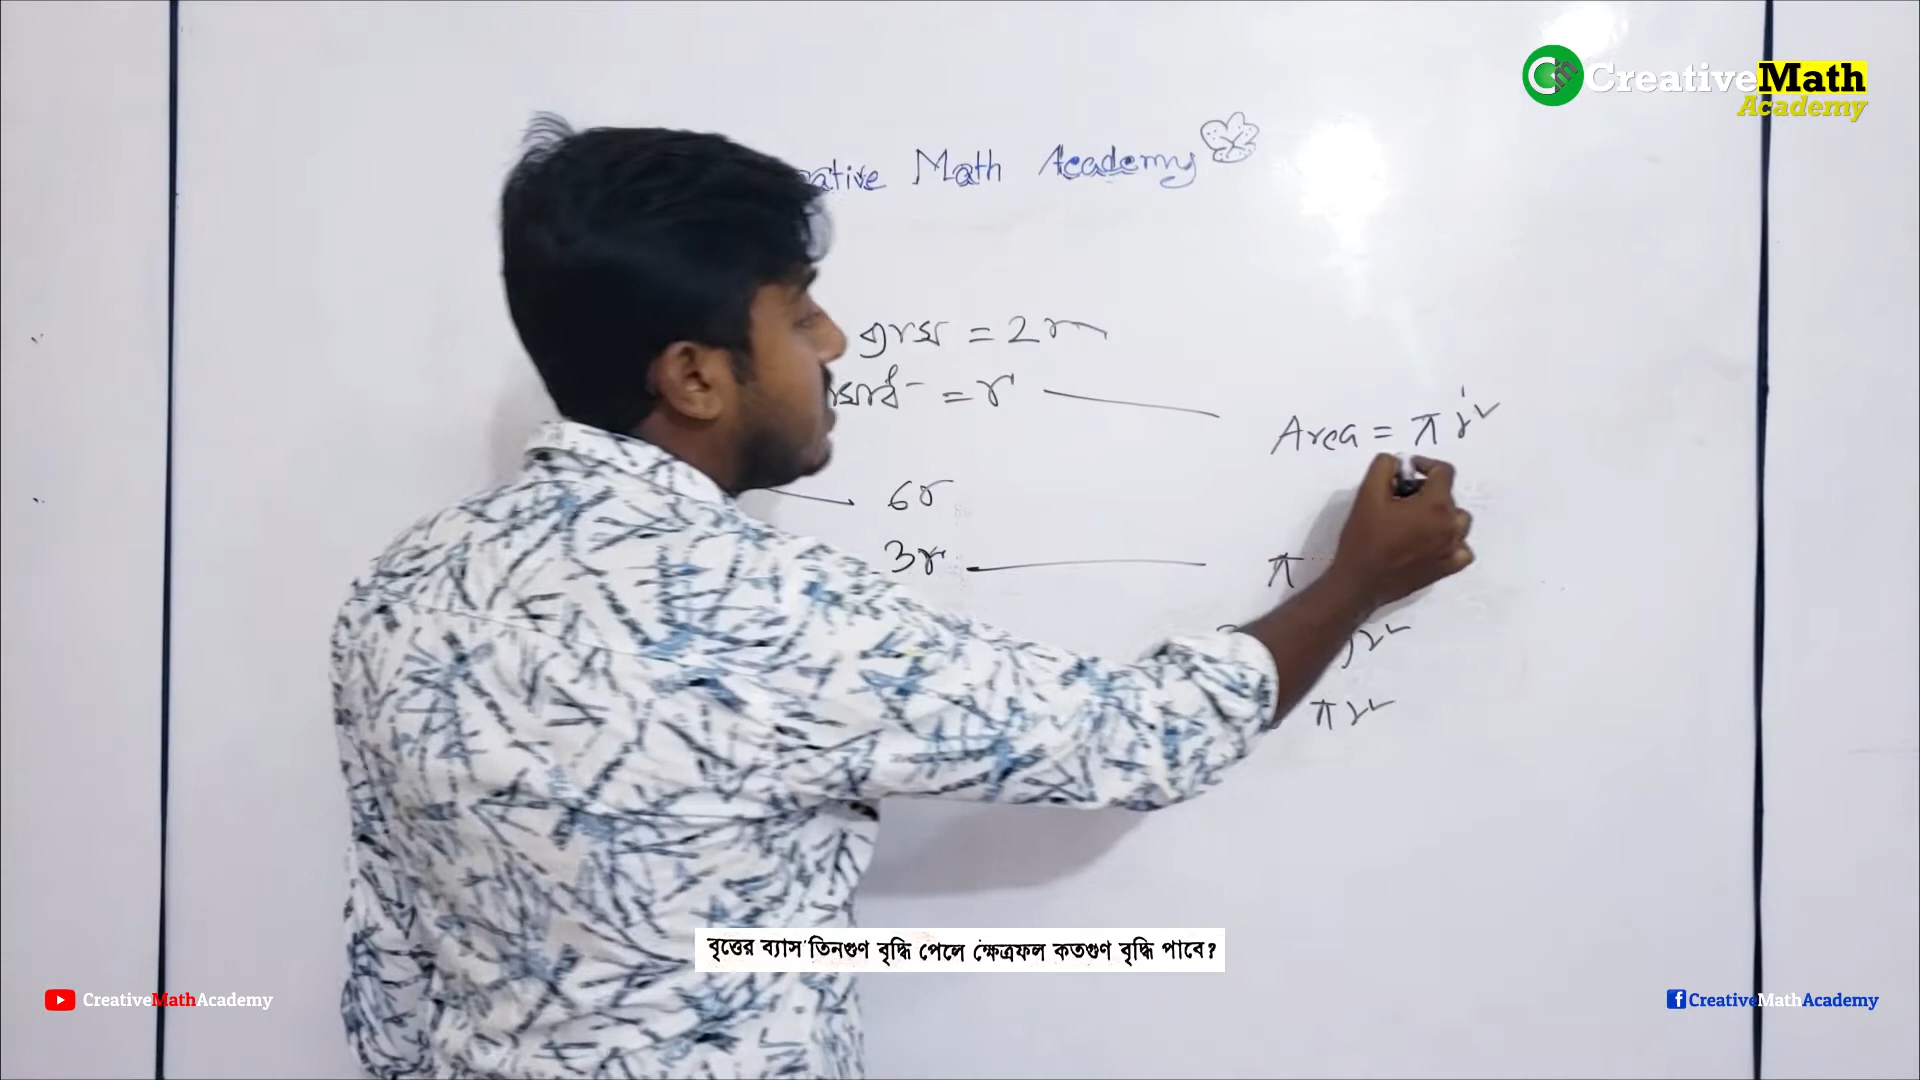 CreativeMath
Academy
Math Academy
ব্যাস = 2r
= r
Area = πr²
6r
3r
π
πr²
বৃত্তের ব্যাস তিনগুণ বৃদ্ধি পেলে ক্ষেত্রফল কতগুণ বৃদ্ধি পাবে?
CreativeMathAcademy
CreativeMathAcademy